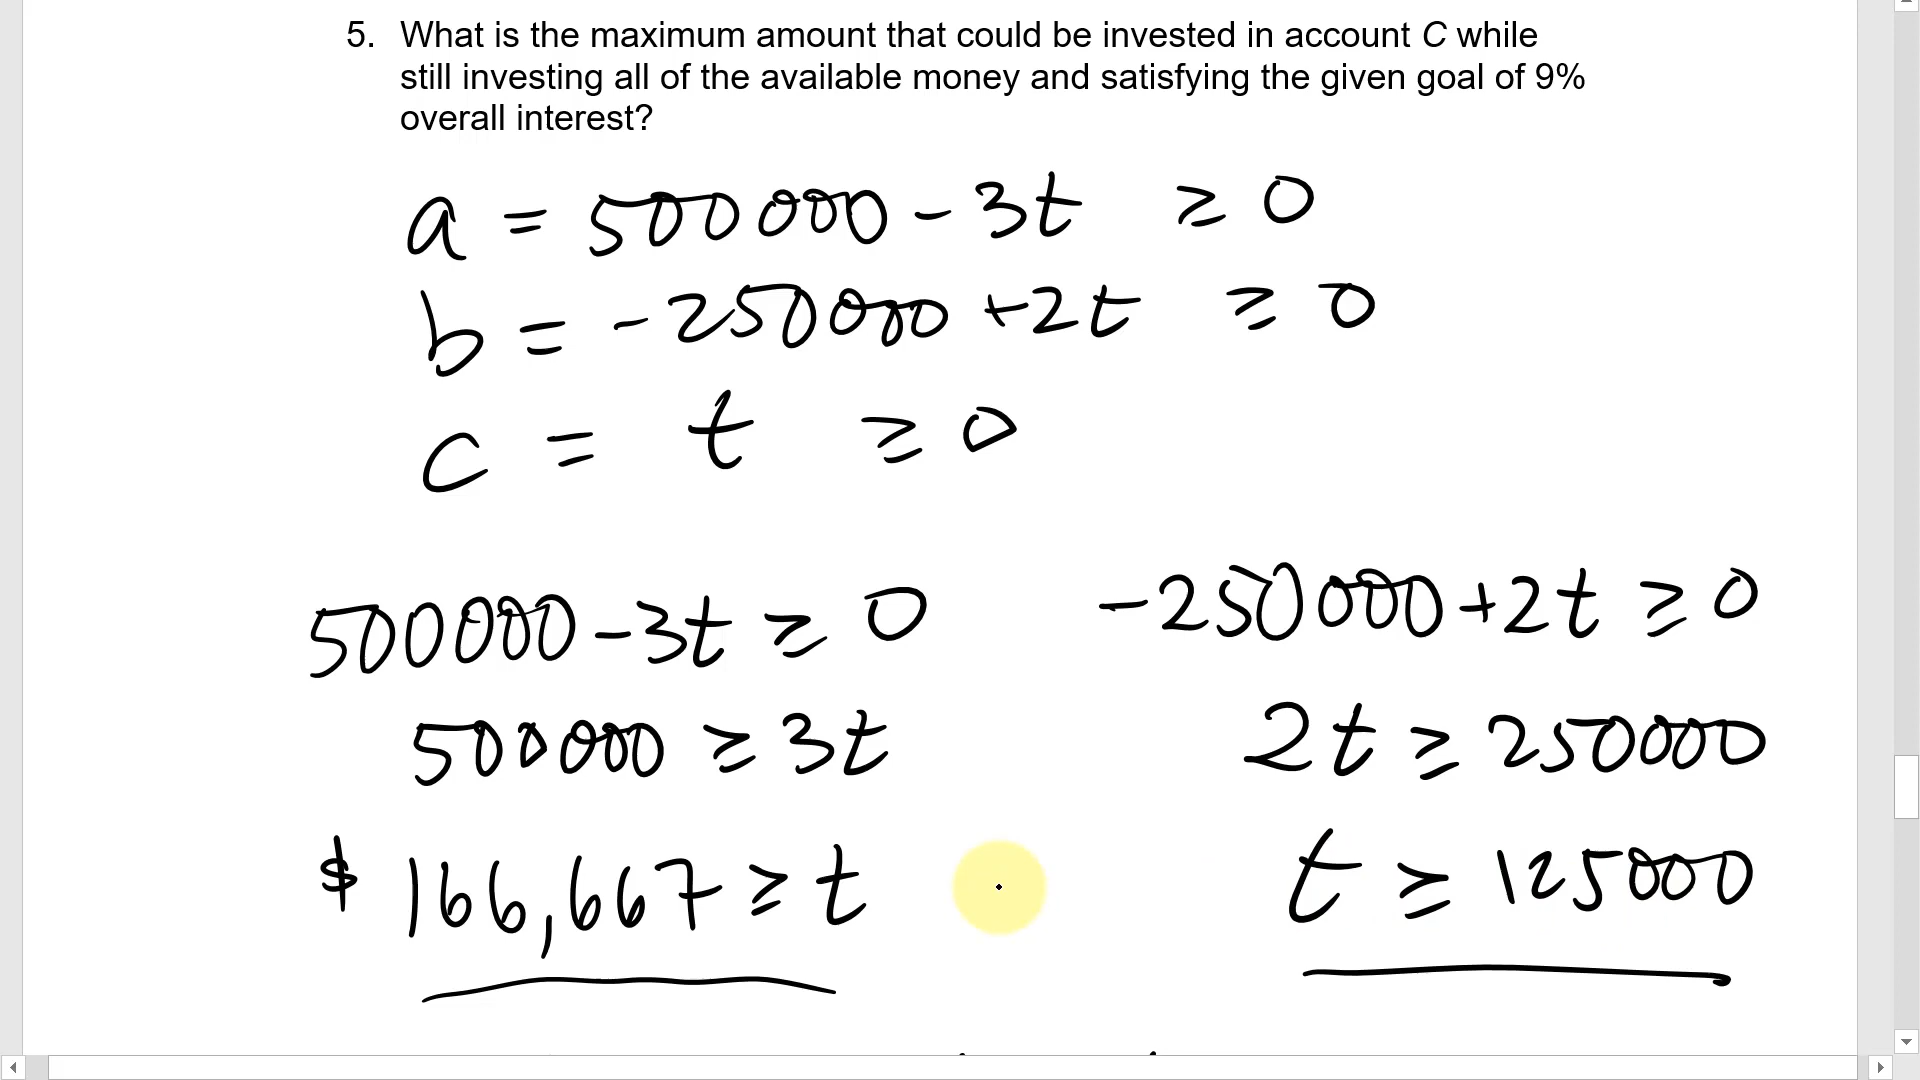 5. What is the maximum amount that could be invested in account C while
still investing all of the available money and satisfying the given goal of 9%
overall interest?
a = 500000 - 3t ≥ 0
b = -250000 + 2t ≥ 0
c = t ≥ 0
500000 - 3t ≥ 0
500000 ≥ 3t
$ 166,667 ≥ t
-250000 + 2t ≥ 0
2t ≥ 250000
t ≥ 125000